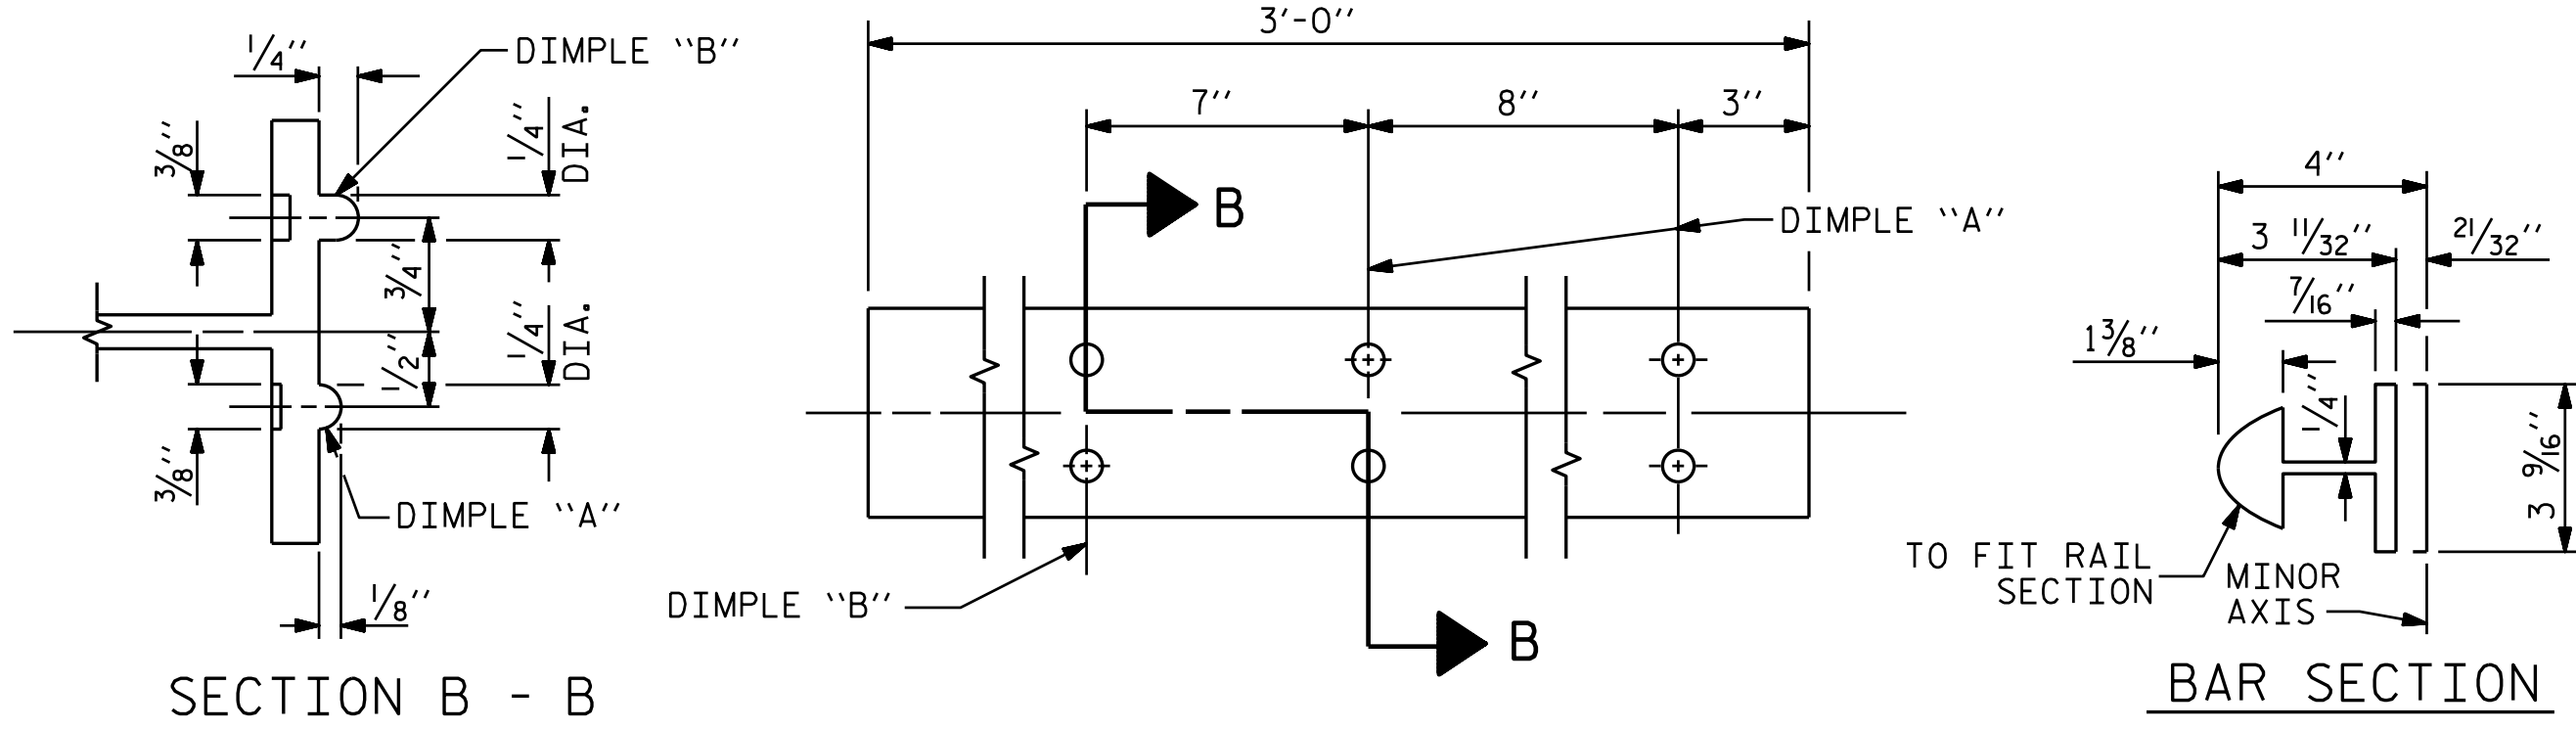 1/4''
DIMPLE ''B''
3/8''
1/4''
DIA.
3/4''
1/2''
1/4''
DIA.
3/8''
DIMPLE ''A''
1/8''
SECTION B - B
3'-0''
7''
8''
3''
B
DIMPLE ''A''
DIMPLE ''B''
B
4''
3 11/32''
21/32''
7/16''
1 3/8''
1/4''
3 9/16''
TO FIT RAIL
SECTION
MINOR
AXIS
BAR SECTION